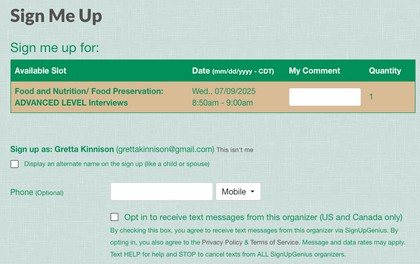 Sign Me Up
Sign me up for:
Available Slot Date (mm/dd/yyyy - CDT) My Comment Quantity
Food and Nutrition/ Food Preservation: Wed., 07/09/2025 1
ADVANCED LEVEL Interviews 8:50am - 9:00am
Sign up as: Gretta Kinnison (grettakinnison@gmail.com) This isn't me
Display an alternate name on the sign up (like a child or spouse)
Phone (Optional) Mobile
Opt in to receive text messages from this organizer (US and Canada only)
By checking this box, you agree to receive text messages from this organizer via SignUpGenius. By
opting in, you also agree to the Privacy Policy & Terms of Service. Message and data rates may apply.
Text HELP for help and STOP to cancel texts from ALL SignUpGenius organizers.